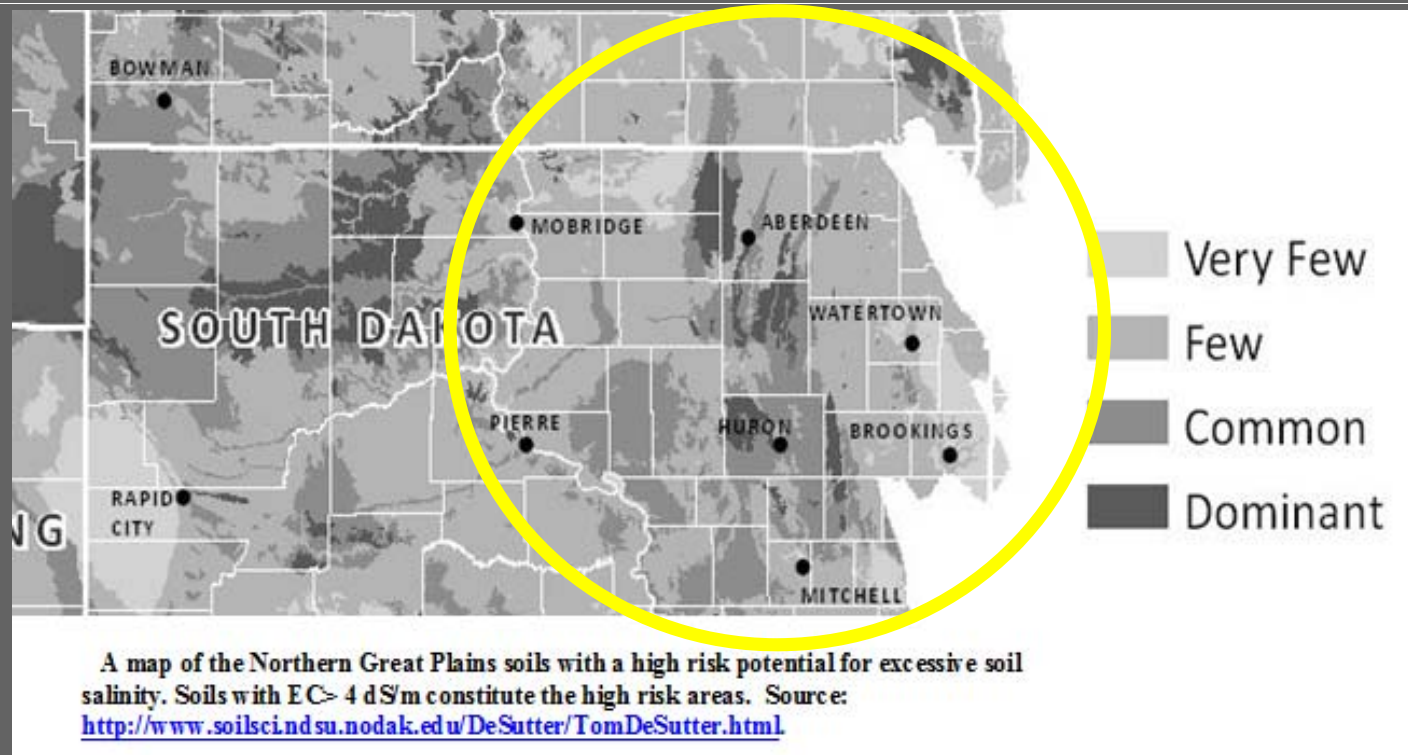 BOWMAN
MOBRIDGE
ABERDEEN
SOUTH DAKOTA
WATERTOWN
PIERRE
HURON
BROOKINGS
RAPID
CITY
NG
MITCHELL
Very Few
Few
Common
Dominant
A map of the Northern Great Plains soils with a high risk potential for excessive soil
salinity. Soils with EC> 4 dS/m constitute the high risk areas. Source:
http://www.soilsci.ndsu.nodak.edu/DeSutter/TomDeSutter.html.